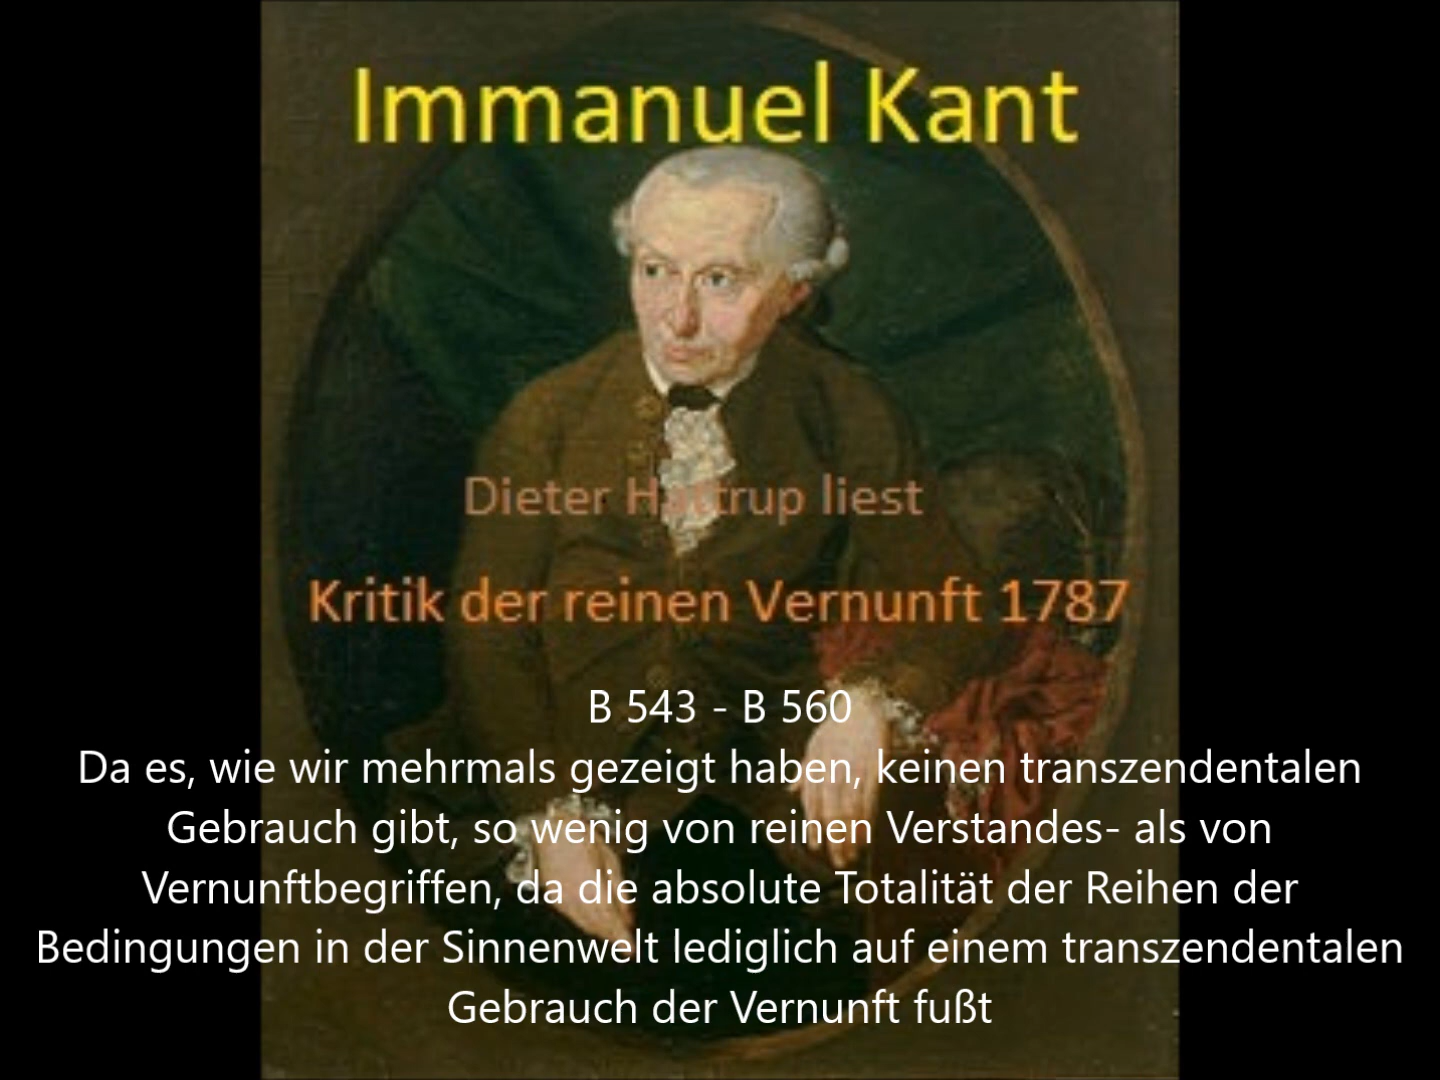 Immanuel Kant
Dieter Hattrup liest
Kritik der reinen Vernunft 1787
B 543 - B 560
Da es, wie wir mehrmals gezeigt haben, keinen transzendentalen
Gebrauch gibt, so wenig von reinen Verstandes- als von
Vernunftbegriffen, da die absolute Totalität der Reihen der
Bedingungen in der Sinnenwelt lediglich auf einem transzendentalen
Gebrauch der Vernunft fußt